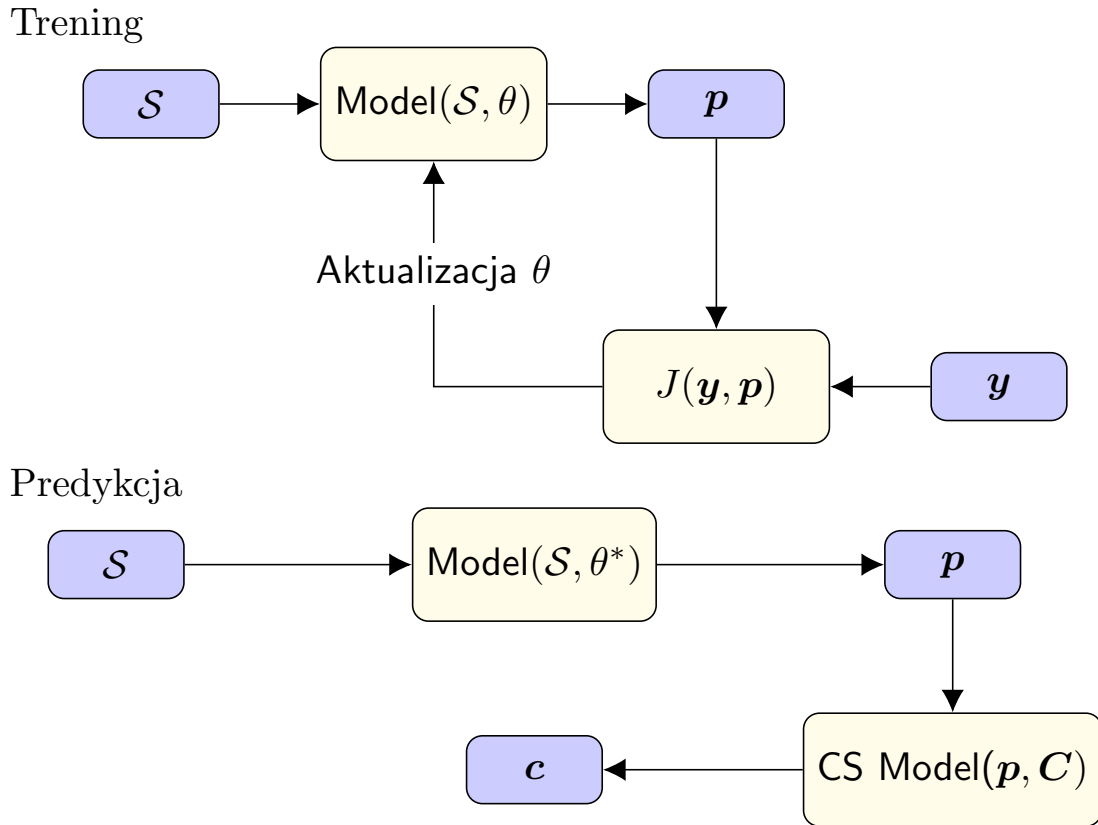 Trening
𝒮
Model(𝒮, θ)
𝒑
Aktualizacja θ
J(𝒚, 𝒑)
𝒚
Predykcja
𝒮
Model(𝒮, θ*)
𝒑
CS Model(𝒑, 𝑪)
𝒄